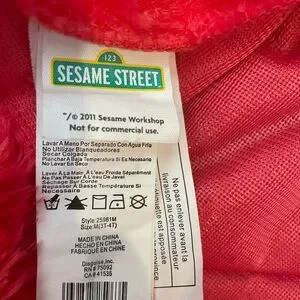 123
SESAME STREET
™/© 2011 Sesame Workshop
Not for commercial use.
Lavar A Mano Por Separado Con Agua Fria
No Utilizar Blanqueadores
Secar Colgada
Planchar A Baja Temperatura Si Es Necesario
No Lavar En Seco
Laver À La Main À L'eau Froide Séparément
Ne Pas Passer À L'eau De Javel
Séchage Sur Corde
Repasser À Basse Température Si
Nécessaire
Style:25961M
Size:M(3T-4T)
MADE IN CHINA
HECHO EN CHINA
FABRIQUÉ EN CHINE
Disguise,Inc.
RN# 75092
CA# 41535
Ne pas enlever avant la
livraison au consommateur